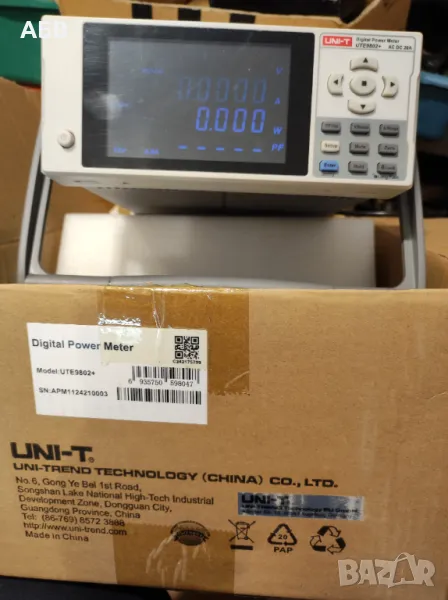 ABD
UNI-T
Digital Power Meter
UTE9802+
AC DC 20A
V
0.0000
A
0.000
W
PF
Digital Power Meter
Model:UTE9802+
SN:APM1124210003
6 935750 898047
UNI-T®
UNI-TREND TECHNOLOGY (CHINA) CO., LTD.
No.6, Gong Ye Bei 1st Road,
Songshan Lake National High-Tech Industrial
Development Zone, Dongguan City,
Guangdong Province, China
Tel: (86-769) 8572 3888
http://www.uni-trend.com
Made in China
UNI-T
20
PAP
BAZAR